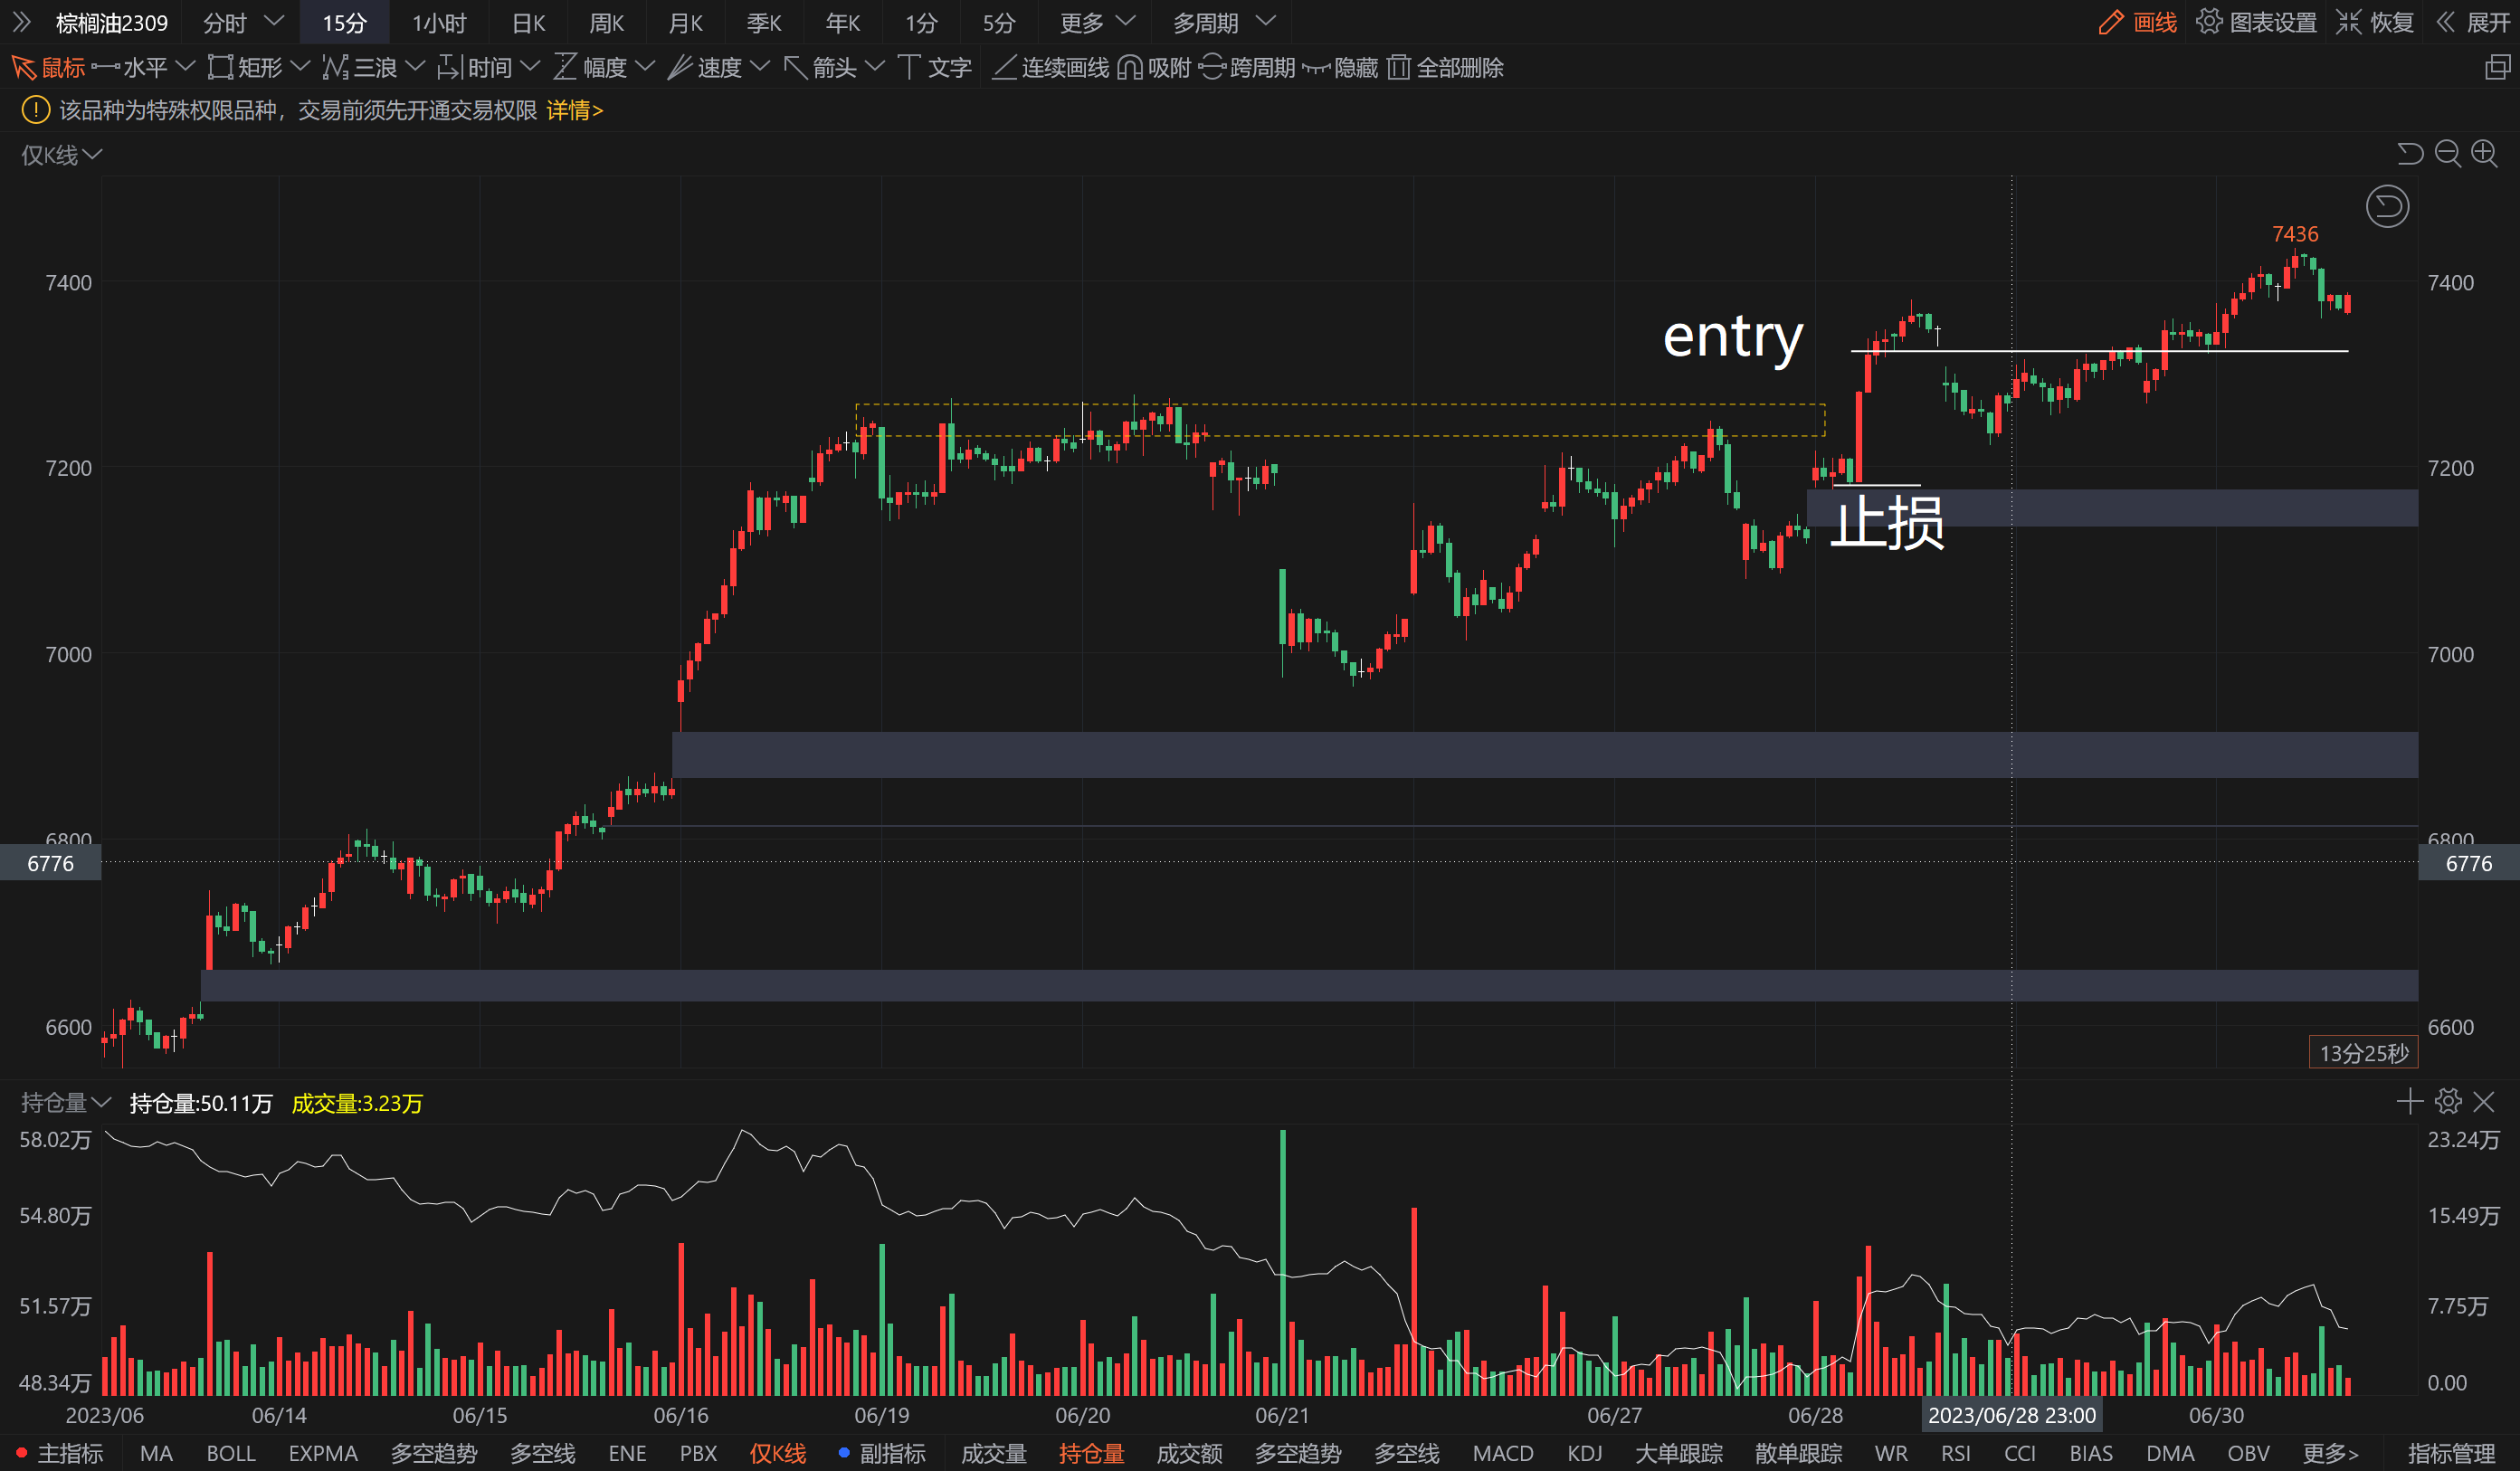 棕榈油2309 分时 15分 1小时 日K 周K 月K 季K 年K 1分 5分 更多 多周期 画线 图表设置 恢复 展开
鼠标 水平 矩形 三浪 时间 幅度 速度 箭头 文字 连续画线 吸附 跨周期 隐藏 全部删除
该品种为特殊权限品种，交易前须先开通交易权限 详情>
仅K线
7436
7400 7400
entry
7200 7200
止损
7000 7000
6800 6800
6776 6776
6600 6600
13分25秒
持仓量 持仓量:50.11万 成交量:3.23万
58.02万 23.24万
54.80万 15.49万
51.57万 7.75万
48.34万 0.00
2023/06 06/14 06/15 06/16 06/19 06/20 06/21 06/27 06/28 2023/06/28 23:00 06/30
主指标 MA BOLL EXPMA 多空趋势 多空线 ENE PBX 仅K线 副指标 成交量 持仓量 成交额 多空趋势 多空线 MACD KDJ 大单跟踪 散单跟踪 WR RSI CCI BIAS DMA OBV 更多> 指标管理